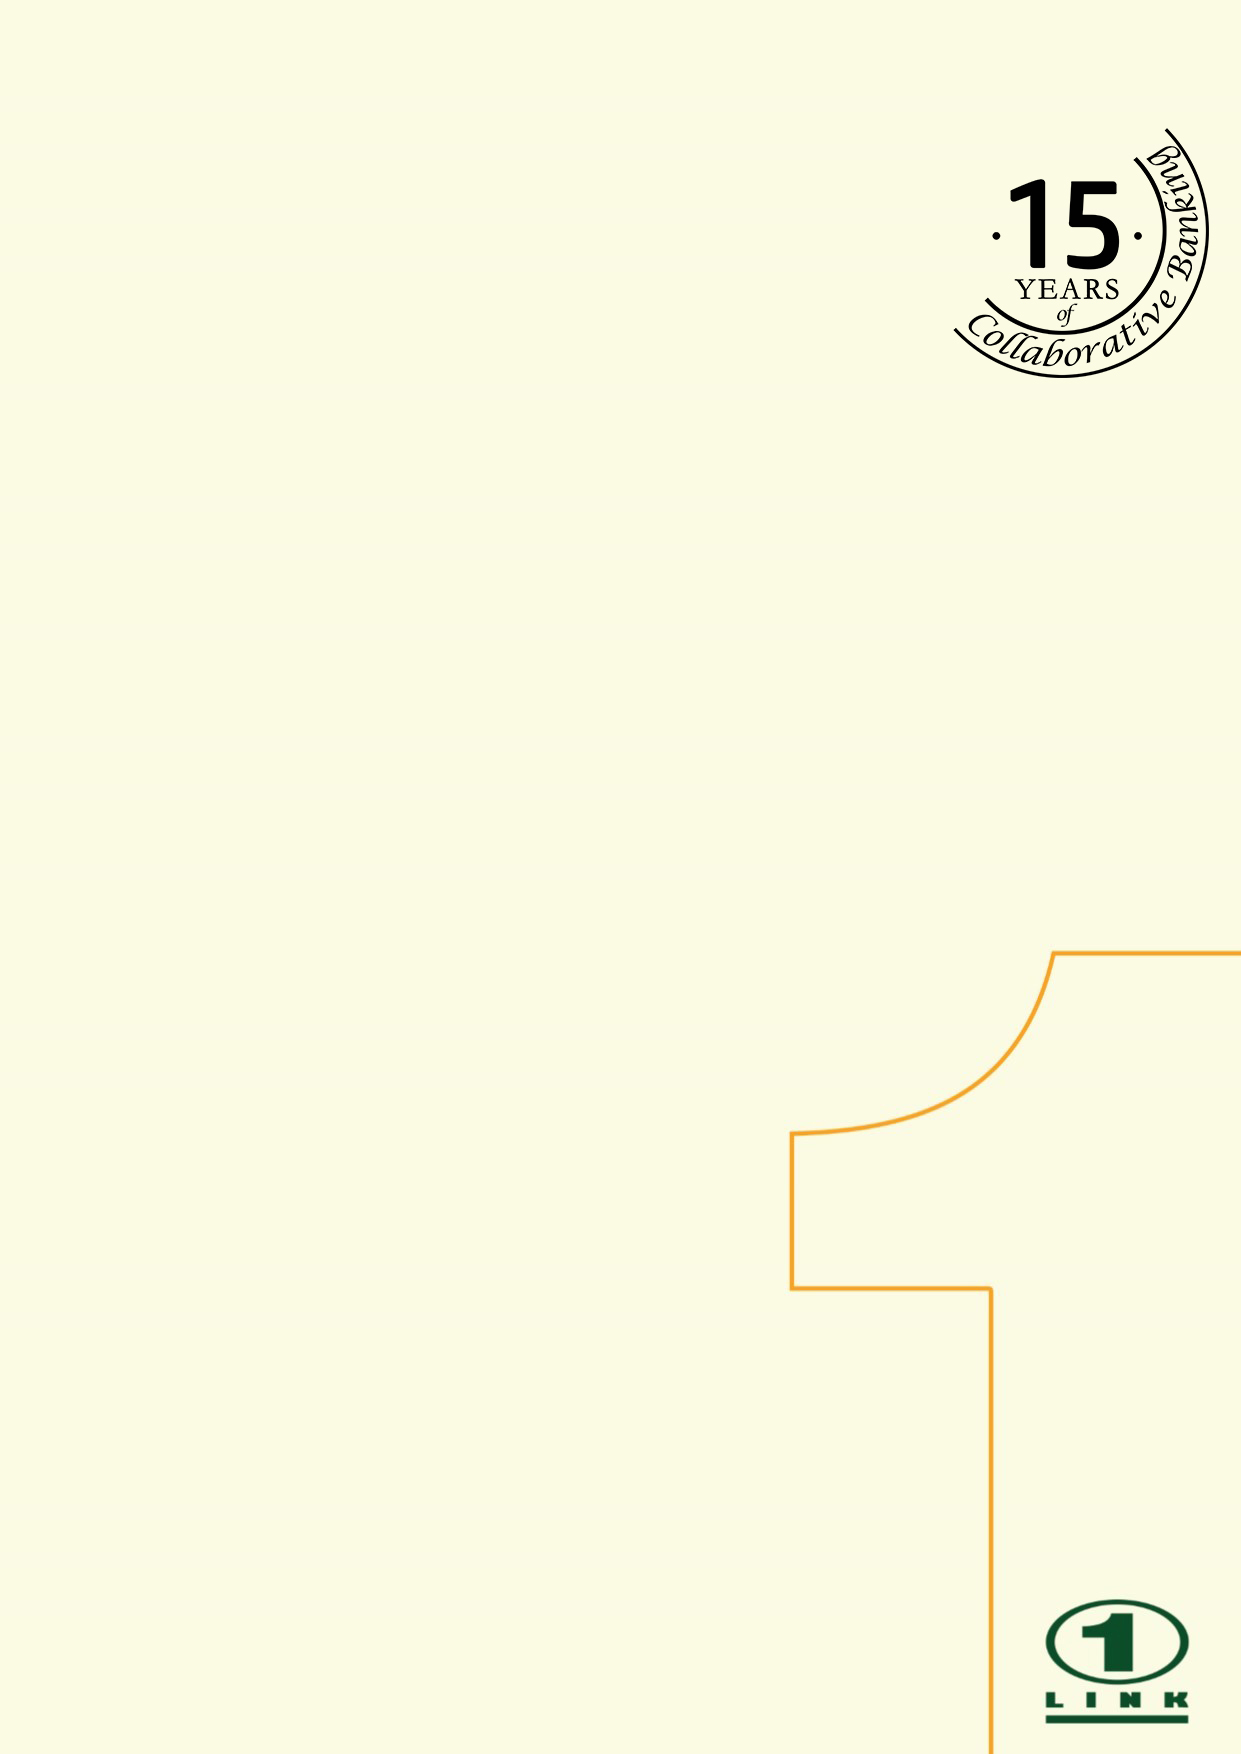 15
YEARS
of
Collaborative Banking
1
LINK